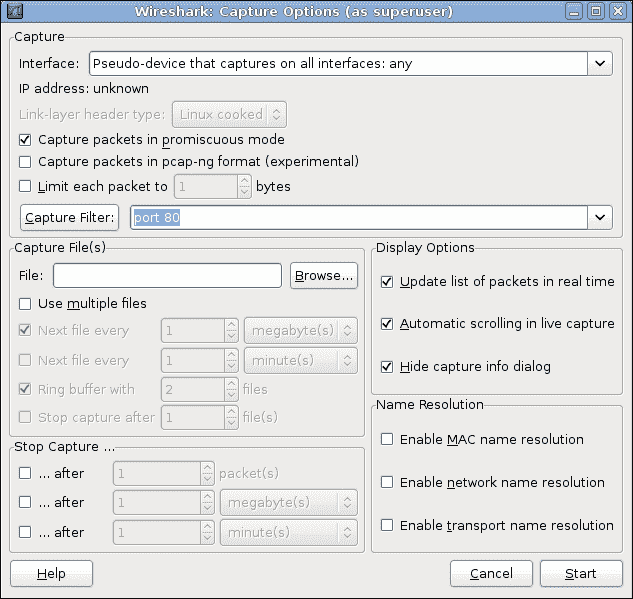 Wireshark: Capture Options (as superuser)
Capture
Interface: Pseudo-device that captures on all interfaces: any
IP address: unknown
Link-layer header type: Linux cooked
Capture packets in promiscuous mode
Capture packets in pcap-ng format (experimental)
Limit each packet to 1 bytes
Capture Filter: port 80
Capture File(s)
File: Browse...
Use multiple files
Next file every 1 megabyte(s)
Next file every 1 minute(s)
Ring buffer with 2 files
Stop capture after 1 file(s)
Stop Capture ...
... after 1 packet(s)
... after 1 megabyte(s)
... after 1 minute(s)
Display Options
Update list of packets in real time
Automatic scrolling in live capture
Hide capture info dialog
Name Resolution
Enable MAC name resolution
Enable network name resolution
Enable transport name resolution
Help
Cancel
Start